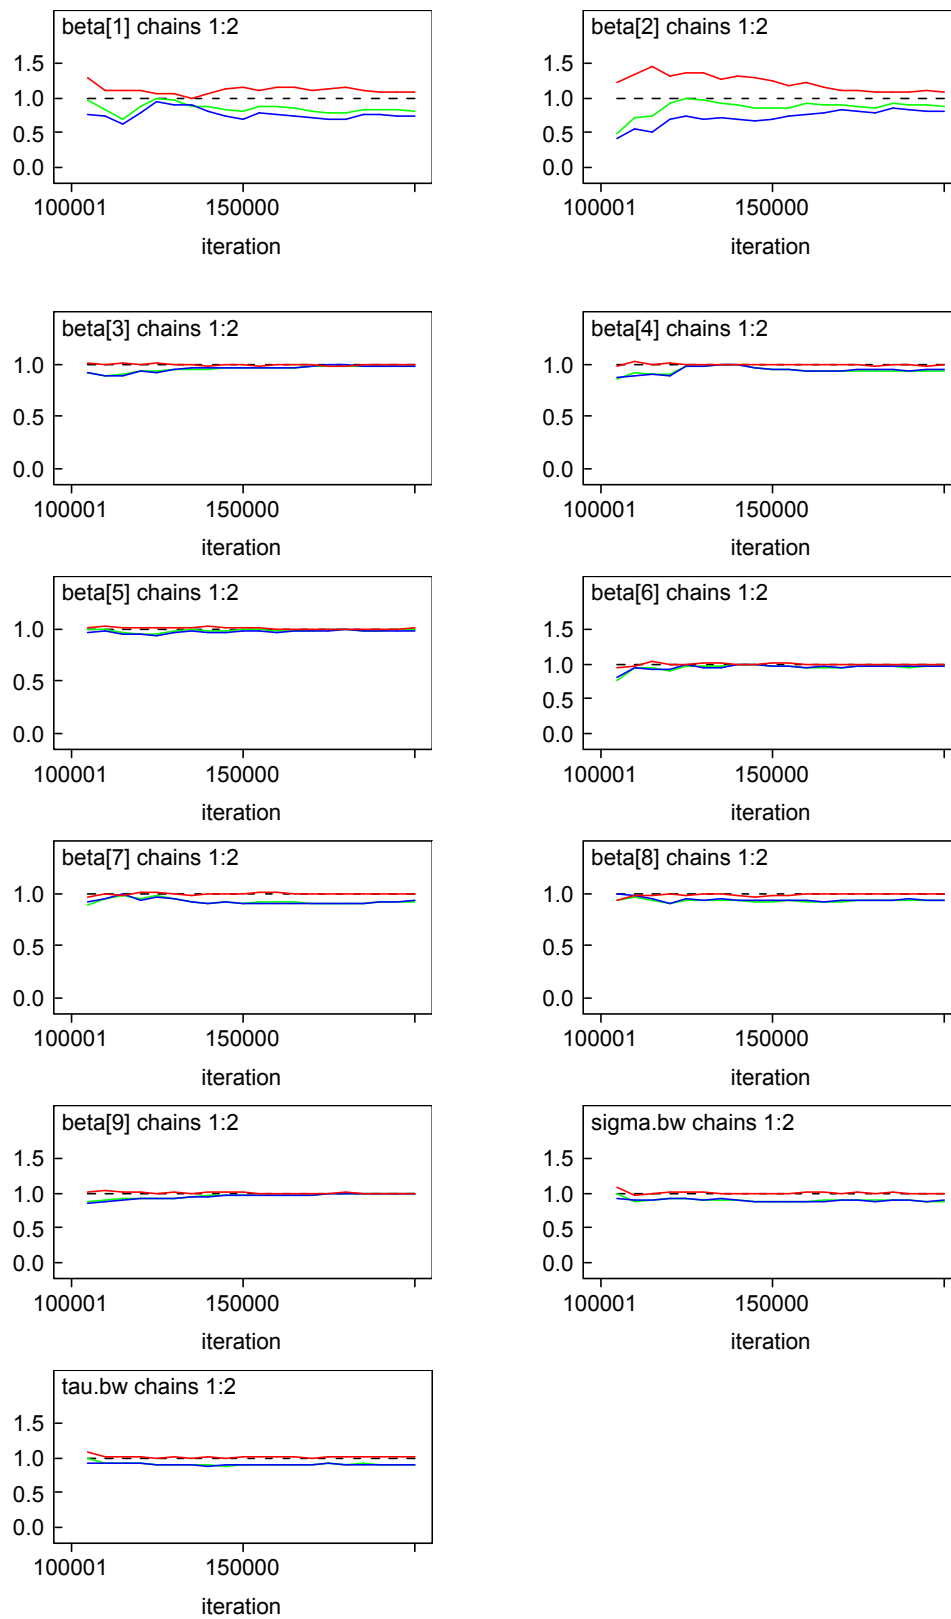 beta[1] chains 1:2
1.5
1.0
0.5
0.0
100001 150000
iteration
beta[2] chains 1:2
1.5
1.0
0.5
0.0
100001 150000
iteration
beta[3] chains 1:2
1.0
0.5
0.0
100001 150000
iteration
beta[4] chains 1:2
1.0
0.5
0.0
100001 150000
iteration
beta[5] chains 1:2
1.0
0.5
0.0
100001 150000
iteration
beta[6] chains 1:2
1.5
1.0
0.5
0.0
100001 150000
iteration
beta[7] chains 1:2
1.0
0.5
0.0
100001 150000
iteration
beta[8] chains 1:2
1.0
0.5
0.0
100001 150000
iteration
beta[9] chains 1:2
1.5
1.0
0.5
0.0
100001 150000
iteration
sigma.bw chains 1:2
1.5
1.0
0.5
0.0
100001 150000
iteration
tau.bw chains 1:2
1.5
1.0
0.5
0.0
100001 150000
iteration